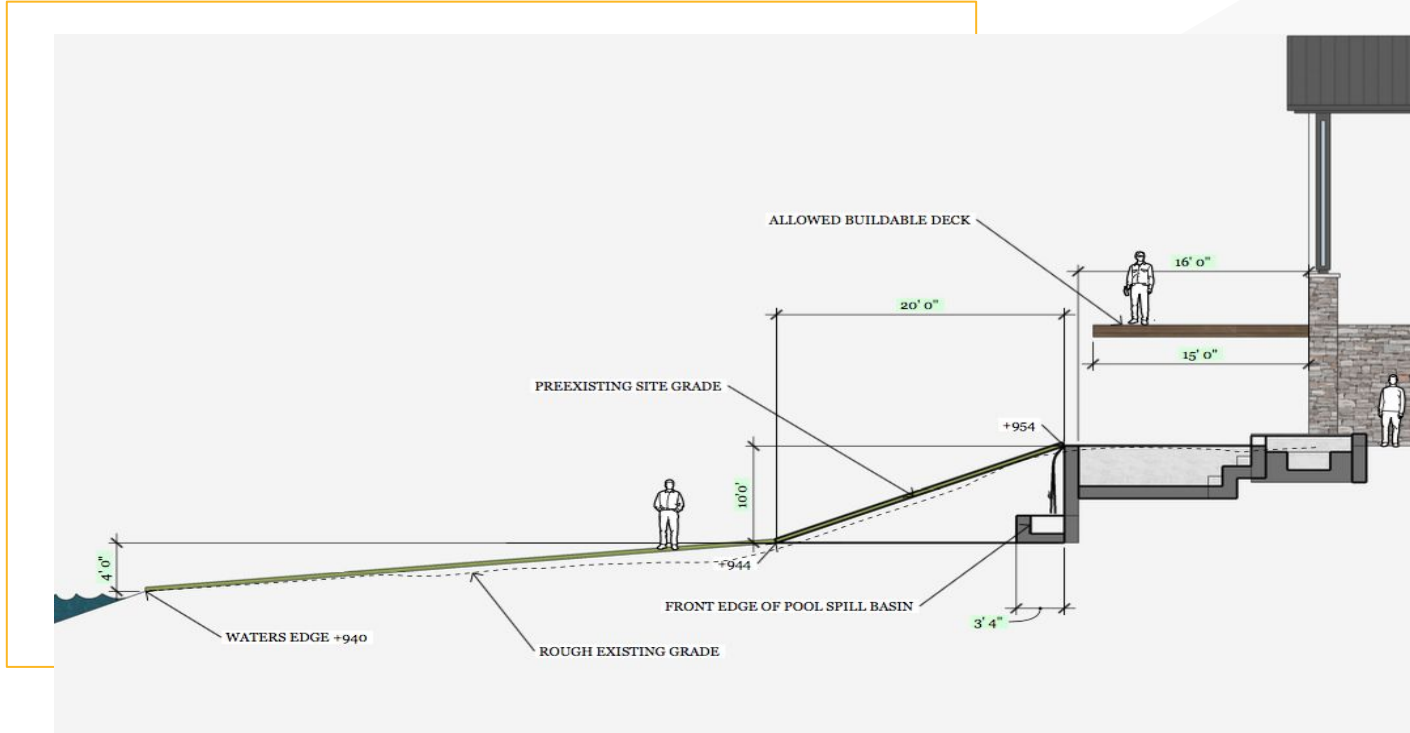 ALLOWED BUILDABLE DECK
16' 0"
20' 0"
15' 0"
PREEXISTING SITE GRADE
+954
10'0'
4' 0"
+944
FRONT EDGE OF POOL SPILL BASIN
3' 4"
WATERS EDGE +940
ROUGH EXISTING GRADE